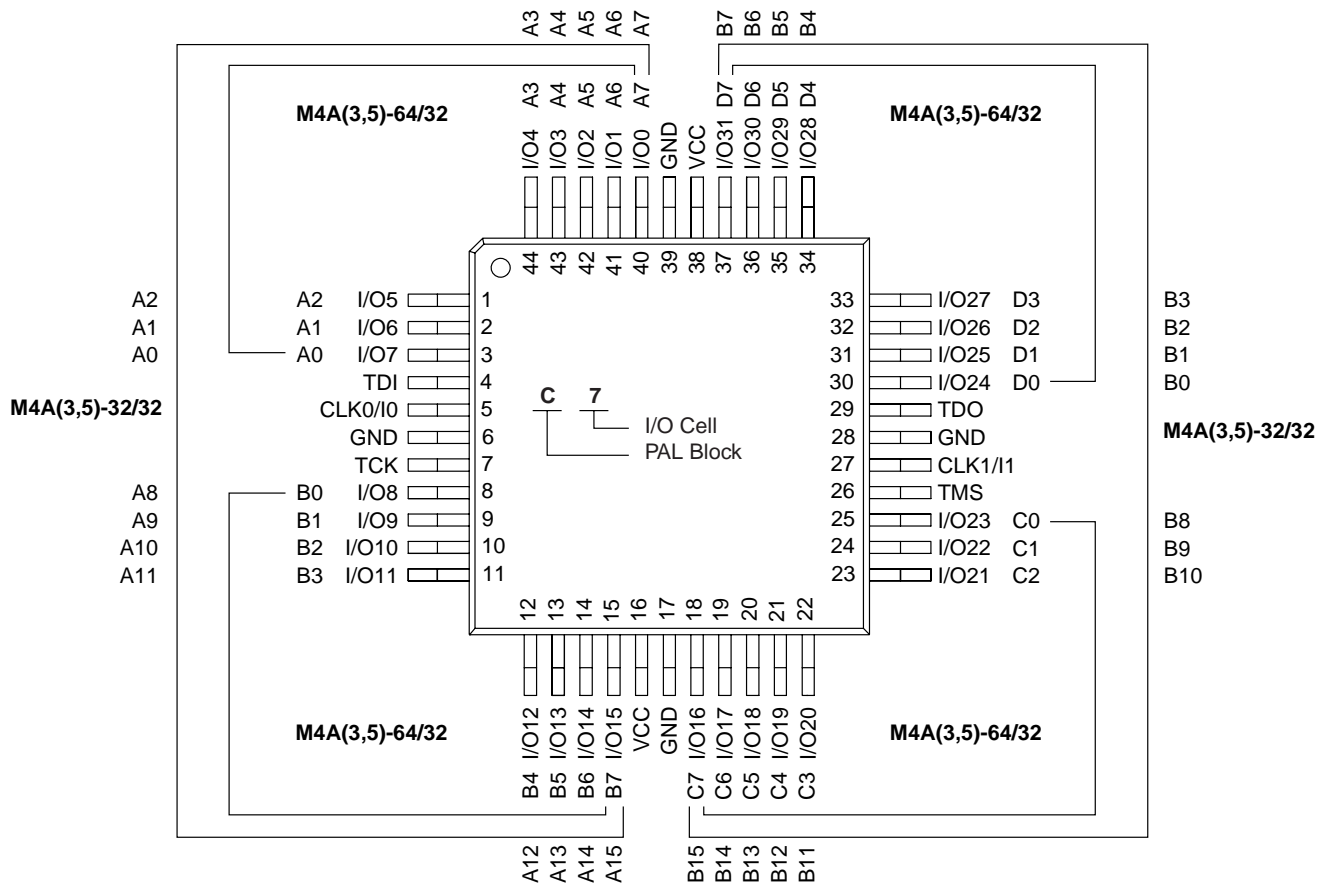 A3 A4 A5 A6 A7 B7 B6 B5 B4
A3 A4 A5 A6 A7 D7 D6 D5 D4
M4A(3,5)-64/32 M4A(3,5)-64/32
I/O4 I/O3 I/O2 I/O1 I/O0 GND VCC I/O31 I/O30 I/O29 I/O28
44 43 42 41 40 39 38 37 36 35 34
A2 A2 I/O5 1 33 I/O27 D3 B3
A1 A1 I/O6 2 32 I/O26 D2 B2
A0 A0 I/O7 3 31 I/O25 D1 B1
TDI 4 30 I/O24 D0 B0
M4A(3,5)-32/32 CLK0/I0 5 C 7 29 TDO
I/O Cell
GND 6 28 GND M4A(3,5)-32/32
PAL Block
TCK 7 27 CLK1/I1
A8 B0 I/O8 8 26 TMS
A9 B1 I/O9 9 25 I/O23 C0 B8
A10 B2 I/O10 10 24 I/O22 C1 B9
A11 B3 I/O11 11 23 I/O21 C2 B10
12 13 14 15 16 17 18 19 20 21 22
I/O12 I/O13 I/O14 I/O15 VCC GND I/O16 I/O17 I/O18 I/O19 I/O20
M4A(3,5)-64/32 M4A(3,5)-64/32
B4 B5 B6 B7 C7 C6 C5 C4 C3
A12 A13 A14 A15 B15 B14 B13 B12 B11